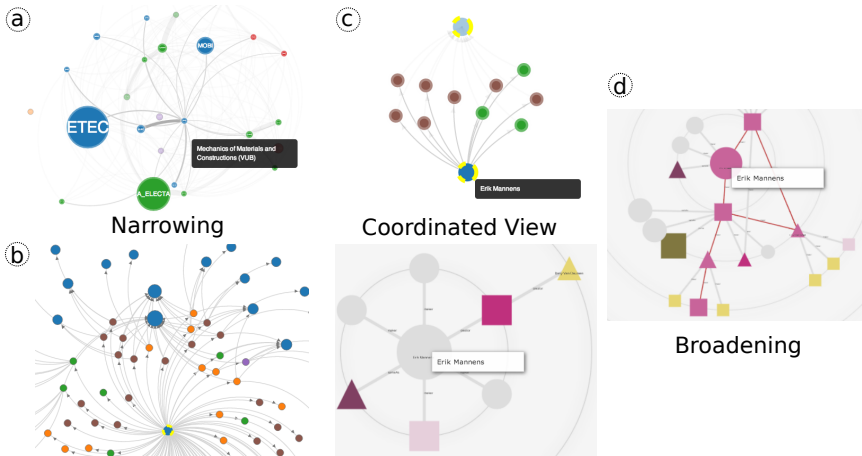 a
MOBI
ETEC
Mechanics of Materials and
Constructions (VUB)
A_ELECTA
Narrowing
b
c
Erik Mannens
Coordinated View
Erik Mannens
d
Erik Mannens
Broadening